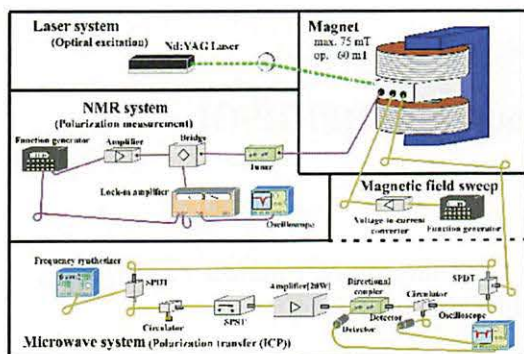 Laser system
(Optical excitation)
Nd:YAG Laser
Magnet
max. 75 mT
op. 60 mT
NMR system
(Polarization measurement)
Function generator
Amplifier
Bridge
Tuner
Lock-in amplifier
Oscilloscope
Magnetic field sweep
Voltage-to-current
converter
Function generator
Frequency synthetizer
SPDT
Circulator
SPST
Amplifier(20W)
Directional
coupler
Circulator
SPDT
Detector
Detector
Oscilloscope
Microwave system (Polarization transfer (ICP))